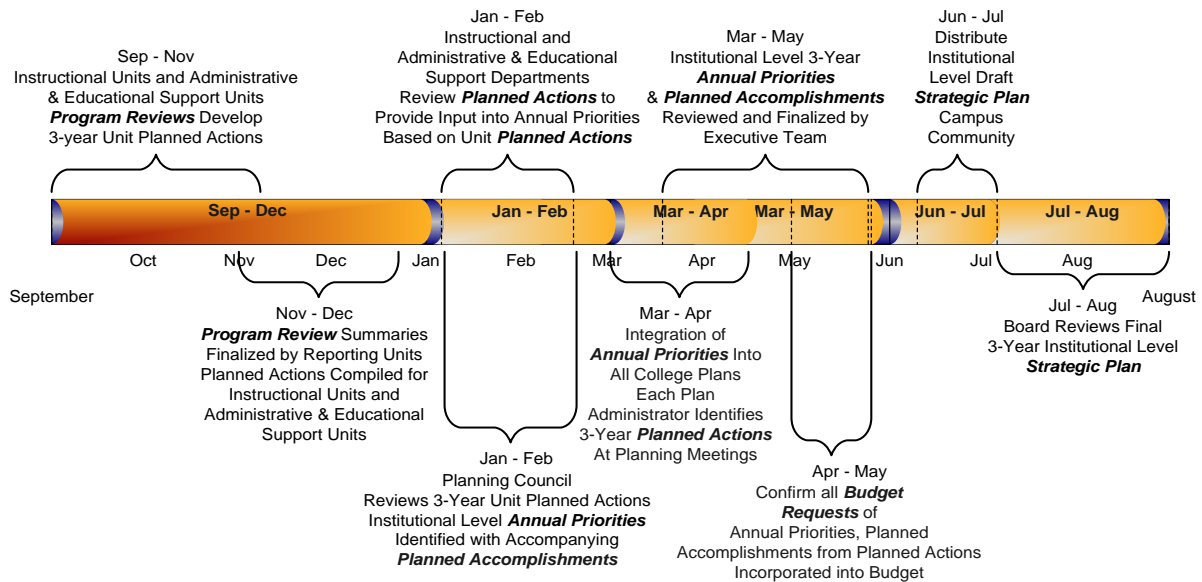 Sep - Nov
Instructional Units and Administrative
& Educational Support Units
Program Reviews Develop
3-year Unit Planned Actions
Jan - Feb
Instructional and
Administrative & Educational
Support Departments
Review Planned Actions to
Provide Input into Annual Priorities
Based on Unit Planned Actions
Mar - May
Institutional Level 3-Year
Annual Priorities
& Planned Accomplishments
Reviewed and Finalized by
Executive Team
Jun - Jul
Distribute
Institutional
Level Draft
Strategic Plan
Campus
Community
Sep - Dec
Jan - Feb
Mar - Apr
Mar - May
Jun - Jul
Jul - Aug
Oct
Nov
Dec
Jan
Feb
Mar
Apr
May
Jun
Jul
Aug
September
August
Nov - Dec
Program Review Summaries
Finalized by Reporting Units
Planned Actions Compiled for
Instructional Units and
Administrative & Educational
Support Units
Jan - Feb
Planning Council
Reviews 3-Year Unit Planned Actions
Institutional Level Annual Priorities
Identified with Accompanying
Planned Accomplishments
Mar - Apr
Integration of
Annual Priorities Into
All College Plans
Each Plan
Administrator Identifies
3-Year Planned Actions
At Planning Meetings
Apr - May
Confirm all Budget
Requests of
Annual Priorities, Planned
Accomplishments from Planned Actions
Incorporated into Budget
Jul - Aug
Board Reviews Final
3-Year Institutional Level
Strategic Plan